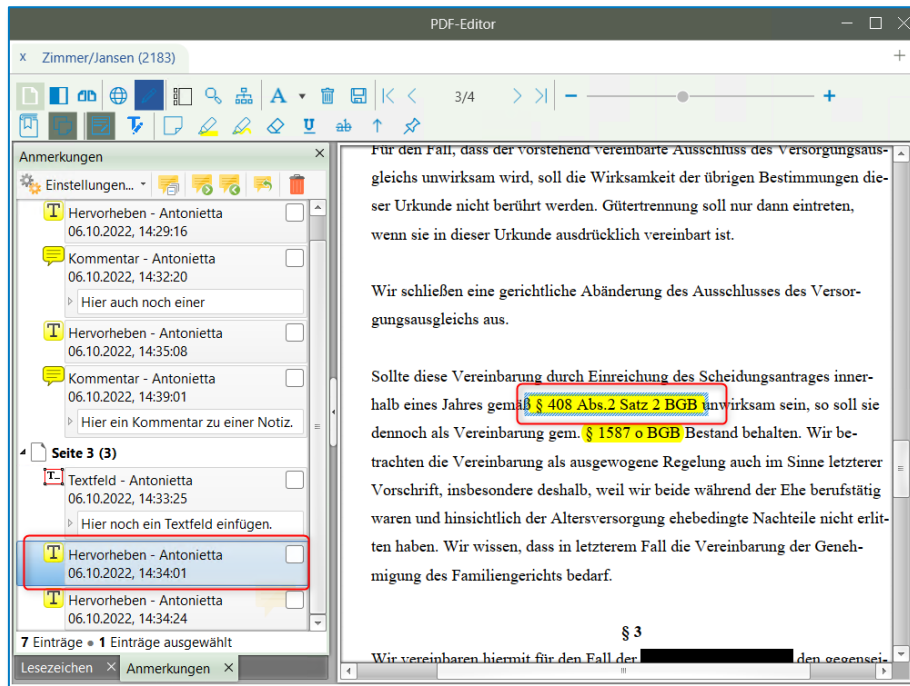 PDF-Editor
x Zimmer/Jansen (2183)
3/4
Anmerkungen
Einstellungen...
Hervorheben - Antonietta
06.10.2022, 14:29:16
Kommentar - Antonietta
06.10.2022, 14:32:20
Hier auch noch einer
Hervorheben - Antonietta
06.10.2022, 14:35:08
Kommentar - Antonietta
06.10.2022, 14:39:01
Hier ein Kommentar zu einer Notiz.
Seite 3 (3)
Textfeld - Antonietta
06.10.2022, 14:33:25
Hier noch ein Textfeld einfügen.
Hervorheben - Antonietta
06.10.2022, 14:34:01
Hervorheben - Antonietta
06.10.2022, 14:34:24
7 Einträge • 1 Einträge ausgewählt
Lesezeichen × Anmerkungen ×
Für den Fall, dass der vorstehend vereinbarte Ausschluss des Versorgungsaus-
gleichs unwirksam wird, soll die Wirksamkeit der übrigen Bestimmungen die-
ser Urkunde nicht berührt werden. Gütertrennung soll nur dann eintreten,
wenn sie in dieser Urkunde ausdrücklich vereinbart ist.
Wir schließen eine gerichtliche Abänderung des Ausschlusses des Versor-
gungsausgleichs aus.
Sollte diese Vereinbarung durch Einreichung des Scheidungsantrages inner-
halb eines Jahres gemäß § 408 Abs.2 Satz 2 BGB unwirksam sein, so soll sie
dennoch als Vereinbarung gem. § 1587 o BGB Bestand behalten. Wir be-
trachten die Vereinbarung als ausgewogene Regelung auch im Sinne letzterer
Vorschrift, insbesondere deshalb, weil wir beide während der Ehe berufstätig
waren und hinsichtlich der Altersversorgung ehebedingte Nachteile nicht erlit-
ten haben. Wir wissen, dass in letzterem Fall die Vereinbarung der Geneh-
migung des Familiengerichts bedarf.
§ 3
Wir vereinbaren hiermit für den Fall der den gegensei-